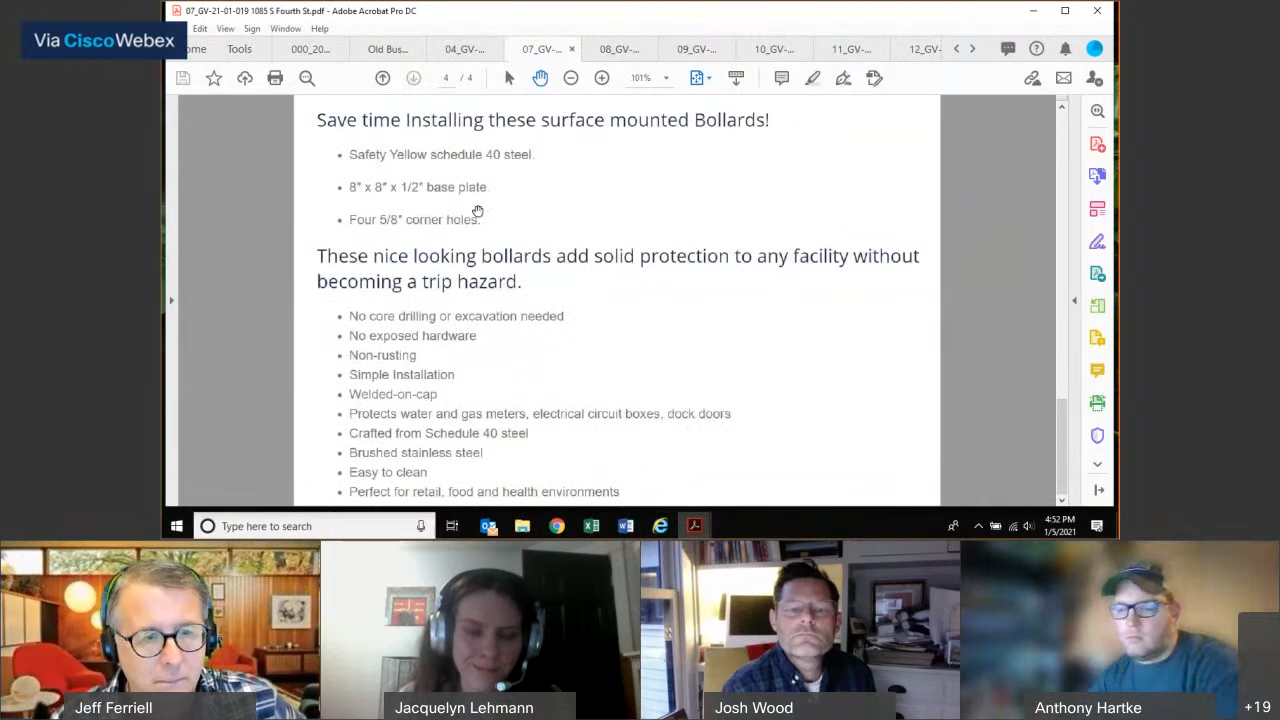 07_GV-21-01-019 1085 S Fourth St.pdf - Adobe Acrobat Pro DC
Via Cisco Webex
Edit View Sign Window Help
ome Tools 000_20... Old Bus... 04_GV-... 07_GV-... × 08_GV-... 09_GV-... 10_GV-... 11_GV-... 12_GV-
4 / 4 101%
Save time Installing these surface mounted Bollards!
• Safety Yellow schedule 40 steel.
• 8" x 8" x 1/2" base plate.
• Four 5/8" corner holes.
These nice looking bollards add solid protection to any facility without
becoming a trip hazard.
• No core drilling or excavation needed
• No exposed hardware
• Non-rusting
• Simple Installation
• Welded-on-cap
• Protects water and gas meters, electrical circuit boxes, dock doors
• Crafted from Schedule 40 steel
• Brushed stainless steel
• Easy to clean
• Perfect for retail, food and health environments
Type here to search
4:52 PM
1/5/2021
Jeff Ferriell
Jacquelyn Lehmann
Josh Wood
Anthony Hartke
+19